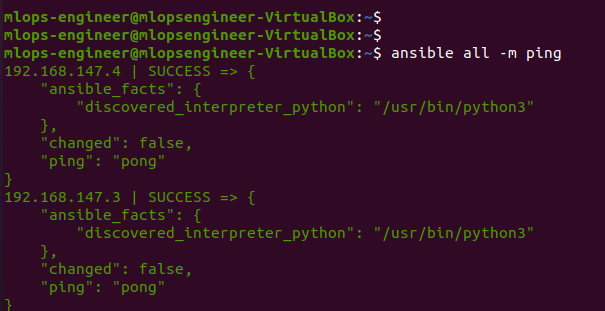 mlops-engineer@mlopsengineer-VirtualBox:~$
mlops-engineer@mlopsengineer-VirtualBox:~$
mlops-engineer@mlopsengineer-VirtualBox:~$ ansible all -m ping
192.168.147.4 | SUCCESS => {
    "ansible_facts": {
        "discovered_interpreter_python": "/usr/bin/python3"
    },
    "changed": false,
    "ping": "pong"
}
192.168.147.3 | SUCCESS => {
    "ansible_facts": {
        "discovered_interpreter_python": "/usr/bin/python3"
    },
    "changed": false,
    "ping": "pong"
}